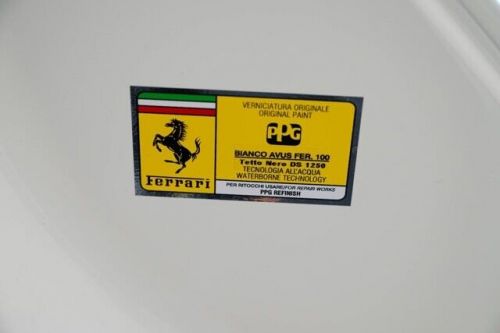 VERNICIATURA ORIGINALE
ORIGINAL PAINT
PPG
BIANCO AVUS FER. 100
Tetto Nero DS 1250
TECNOLOGIA ALL'ACQUA
WATERBORNE TECHNOLOGY
Ferrari
PER RITOCCHI USARE/FOR REPAIR WORKS
PPG REFINISH